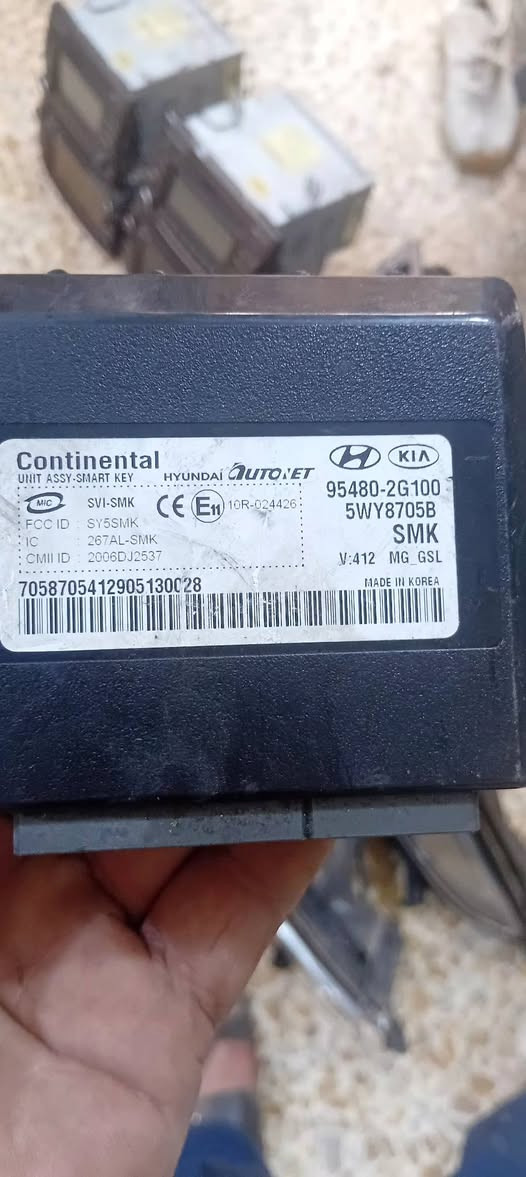 Continental
UNIT ASSY-SMART KEY
HYUNDAI AUTONET
KIA
MIC SVI-SMK
CE E11 10R-024426
FCC ID : SY5SMK
IC : 267AL-SMK
CMII ID : 2006DJ2537
95480-2G100
5WY8705B
SMK
V:412 MG_GSL
7058705412905130028
MADE IN KOREA